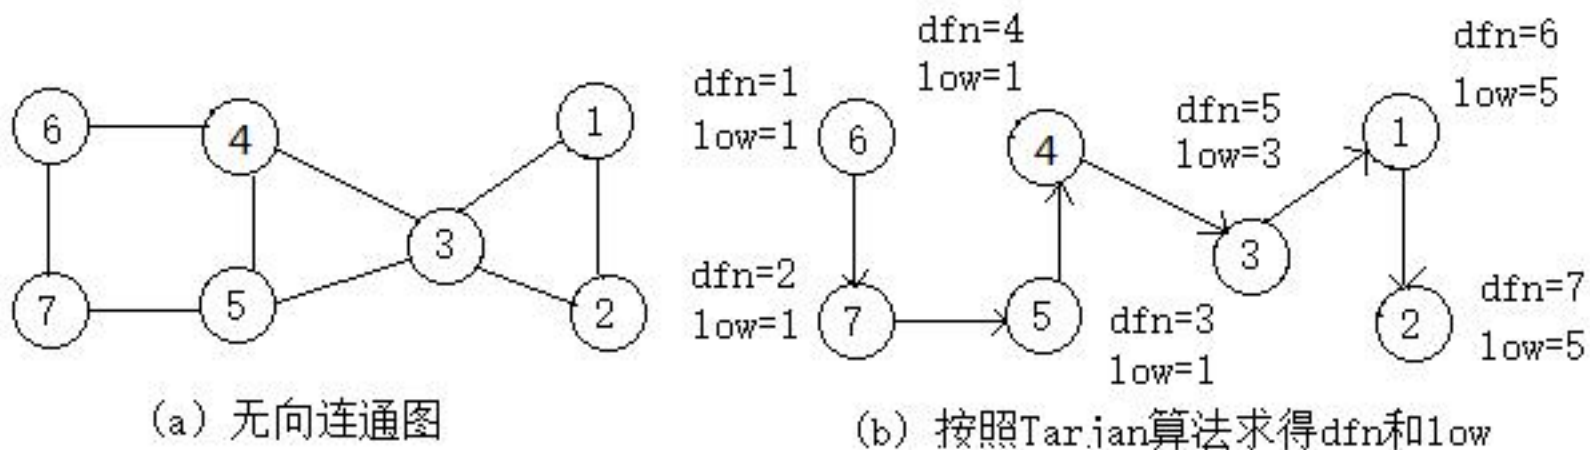 6
4
1
3
7
5
2
(a) 无向连通图
dfn=1
low=1
6
dfn=4
low=1
4
dfn=5
low=3
3
dfn=6
low=5
1
dfn=2
low=1
7
5
dfn=3
low=1
2
dfn=7
low=5
(b) 按照Tarjan算法求得dfn和low